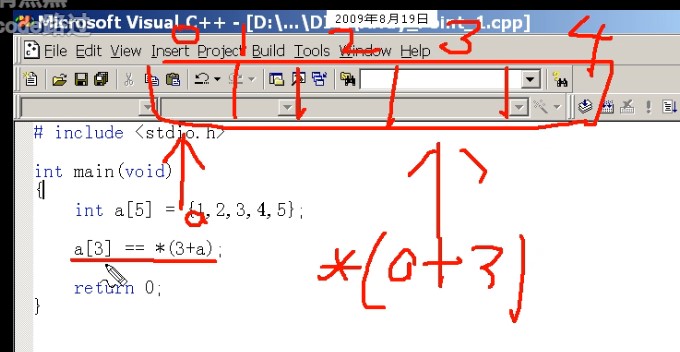 Microsoft Visual C++ - [D:\...\D
2009年8月19日
_1.cpp]
File Edit View Insert Project Build Tools Window Help
0 1 2 3 4
# include <stdio.h>
int main(void)
{
a
int a[5] = {1,2,3,4,5};
a[3] == *(3+a);
*(a+3)
return 0;
}